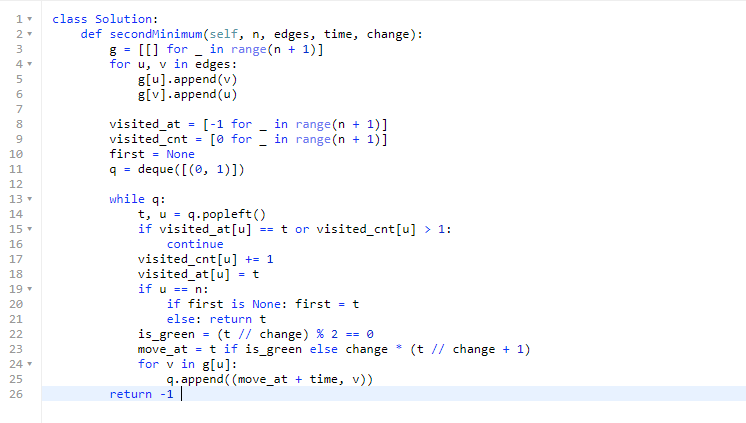 1 class Solution:
2     def secondMinimum(self, n, edges, time, change):
3         g = [[] for _ in range(n + 1)]
4         for u, v in edges:
5             g[u].append(v)
6             g[v].append(u)
7
8         visited_at = [-1 for _ in range(n + 1)]
9         visited_cnt = [0 for _ in range(n + 1)]
10         first = None
11         q = deque([(0, 1)])
12
13         while q:
14             t, u = q.popleft()
15             if visited_at[u] == t or visited_cnt[u] > 1:
16                 continue
17             visited_cnt[u] += 1
18             visited_at[u] = t
19             if u == n:
20                 if first is None: first = t
21                 else: return t
22             is_green = (t // change) % 2 == 0
23             move_at = t if is_green else change * (t // change + 1)
24             for v in g[u]:
25                 q.append((move_at + time, v))
26         return -1